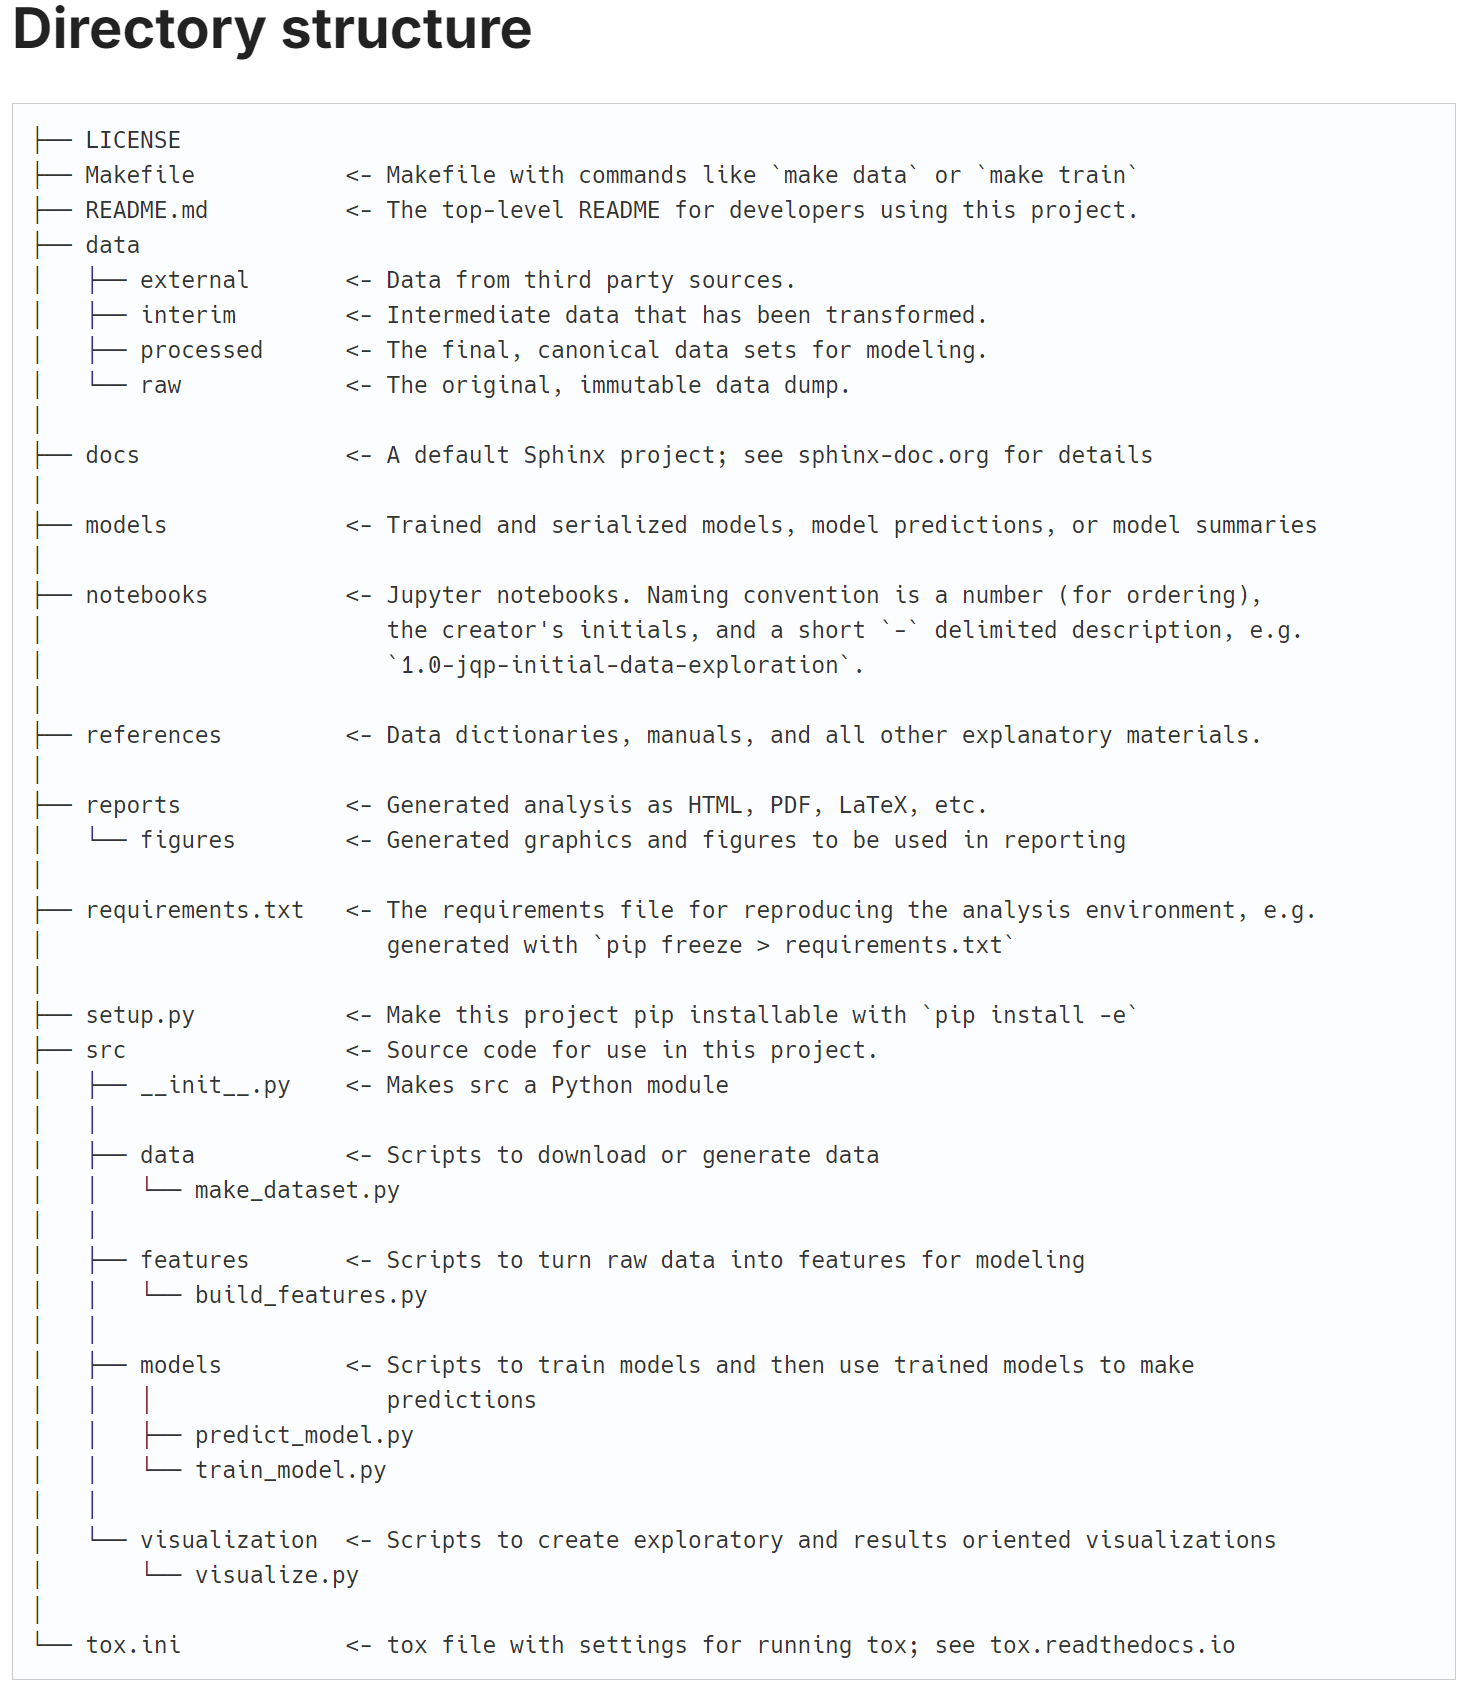 Directory structure
├── LICENSE
├── Makefile           <- Makefile with commands like `make data` or `make train`
├── README.md          <- The top-level README for developers using this project.
├── data
│   ├── external       <- Data from third party sources.
│   ├── interim        <- Intermediate data that has been transformed.
│   ├── processed      <- The final, canonical data sets for modeling.
│   └── raw            <- The original, immutable data dump.
│
├── docs               <- A default Sphinx project; see sphinx-doc.org for details
│
├── models             <- Trained and serialized models, model predictions, or model summaries
│
├── notebooks          <- Jupyter notebooks. Naming convention is a number (for ordering),
│                         the creator's initials, and a short `-` delimited description, e.g.
│                         `1.0-jqp-initial-data-exploration`.
│
├── references         <- Data dictionaries, manuals, and all other explanatory materials.
│
├── reports            <- Generated analysis as HTML, PDF, LaTeX, etc.
│   └── figures        <- Generated graphics and figures to be used in reporting
│
├── requirements.txt   <- The requirements file for reproducing the analysis environment, e.g.
│                         generated with `pip freeze > requirements.txt`
│
├── setup.py           <- Make this project pip installable with `pip install -e`
├── src                <- Source code for use in this project.
│   ├── __init__.py    <- Makes src a Python module
│   │
│   ├── data           <- Scripts to download or generate data
│   │   └── make_dataset.py
│   │
│   ├── features       <- Scripts to turn raw data into features for modeling
│   │   └── build_features.py
│   │
│   ├── models         <- Scripts to train models and then use trained models to make
│   │   │                 predictions
│   │   ├── predict_model.py
│   │   └── train_model.py
│   │
│   └── visualization  <- Scripts to create exploratory and results oriented visualizations
│       └── visualize.py
│
└── tox.ini            <- tox file with settings for running tox; see tox.readthedocs.io